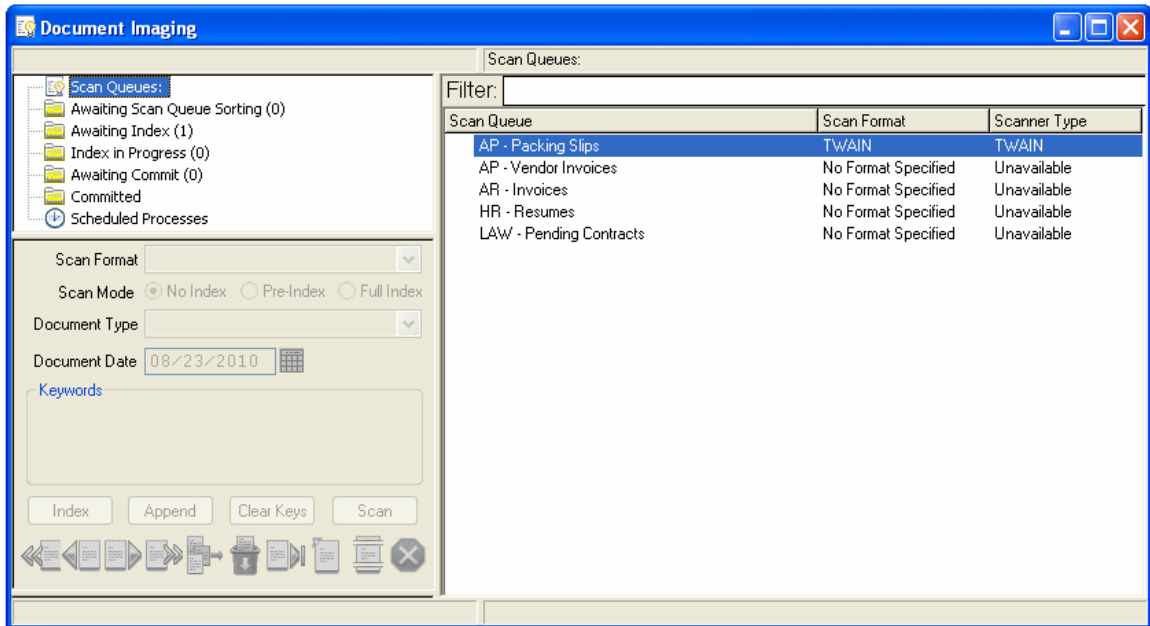 Document Imaging
Scan Queues:
Scan Queues:
Awaiting Scan Queue Sorting (0)
Awaiting Index (1)
Index in Progress (0)
Awaiting Commit (0)
Committed
Scheduled Processes
Scan Format
Scan Mode No Index Pre-Index Full Index
Document Type
Document Date 08/23/2010
Keywords
Index Append Clear Keys Scan
Filter:
Scan Queue Scan Format Scanner Type
AP - Packing Slips TWAIN TWAIN
AP - Vendor Invoices No Format Specified Unavailable
AR - Invoices No Format Specified Unavailable
HR - Resumes No Format Specified Unavailable
LAW - Pending Contracts No Format Specified Unavailable